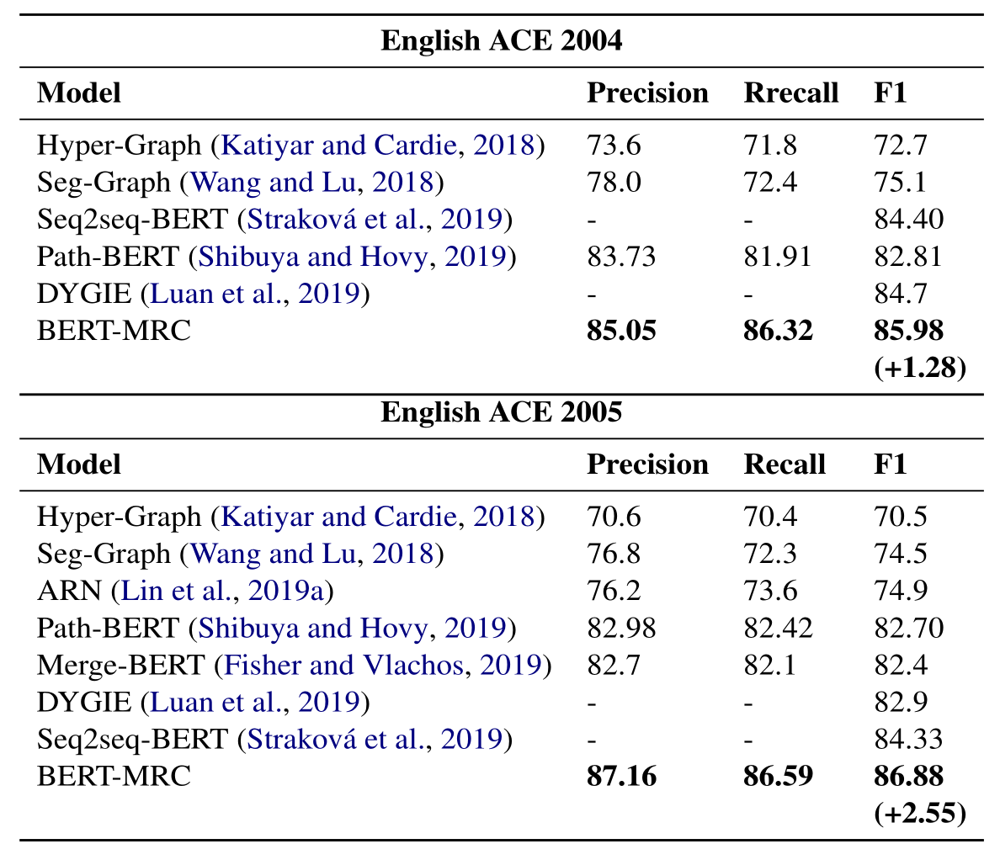 English ACE 2004
Model Precision Rrecall F1
Hyper-Graph (Katiyar and Cardie, 2018) 73.6 71.8 72.7
Seg-Graph (Wang and Lu, 2018) 78.0 72.4 75.1
Seq2seq-BERT (Straková et al., 2019) - - 84.40
Path-BERT (Shibuya and Hovy, 2019) 83.73 81.91 82.81
DYGIE (Luan et al., 2019) - - 84.7
BERT-MRC 85.05 86.32 85.98
(+1.28)
English ACE 2005
Model Precision Recall F1
Hyper-Graph (Katiyar and Cardie, 2018) 70.6 70.4 70.5
Seg-Graph (Wang and Lu, 2018) 76.8 72.3 74.5
ARN (Lin et al., 2019a) 76.2 73.6 74.9
Path-BERT (Shibuya and Hovy, 2019) 82.98 82.42 82.70
Merge-BERT (Fisher and Vlachos, 2019) 82.7 82.1 82.4
DYGIE (Luan et al., 2019) - - 82.9
Seq2seq-BERT (Straková et al., 2019) - - 84.33
BERT-MRC 87.16 86.59 86.88
(+2.55)